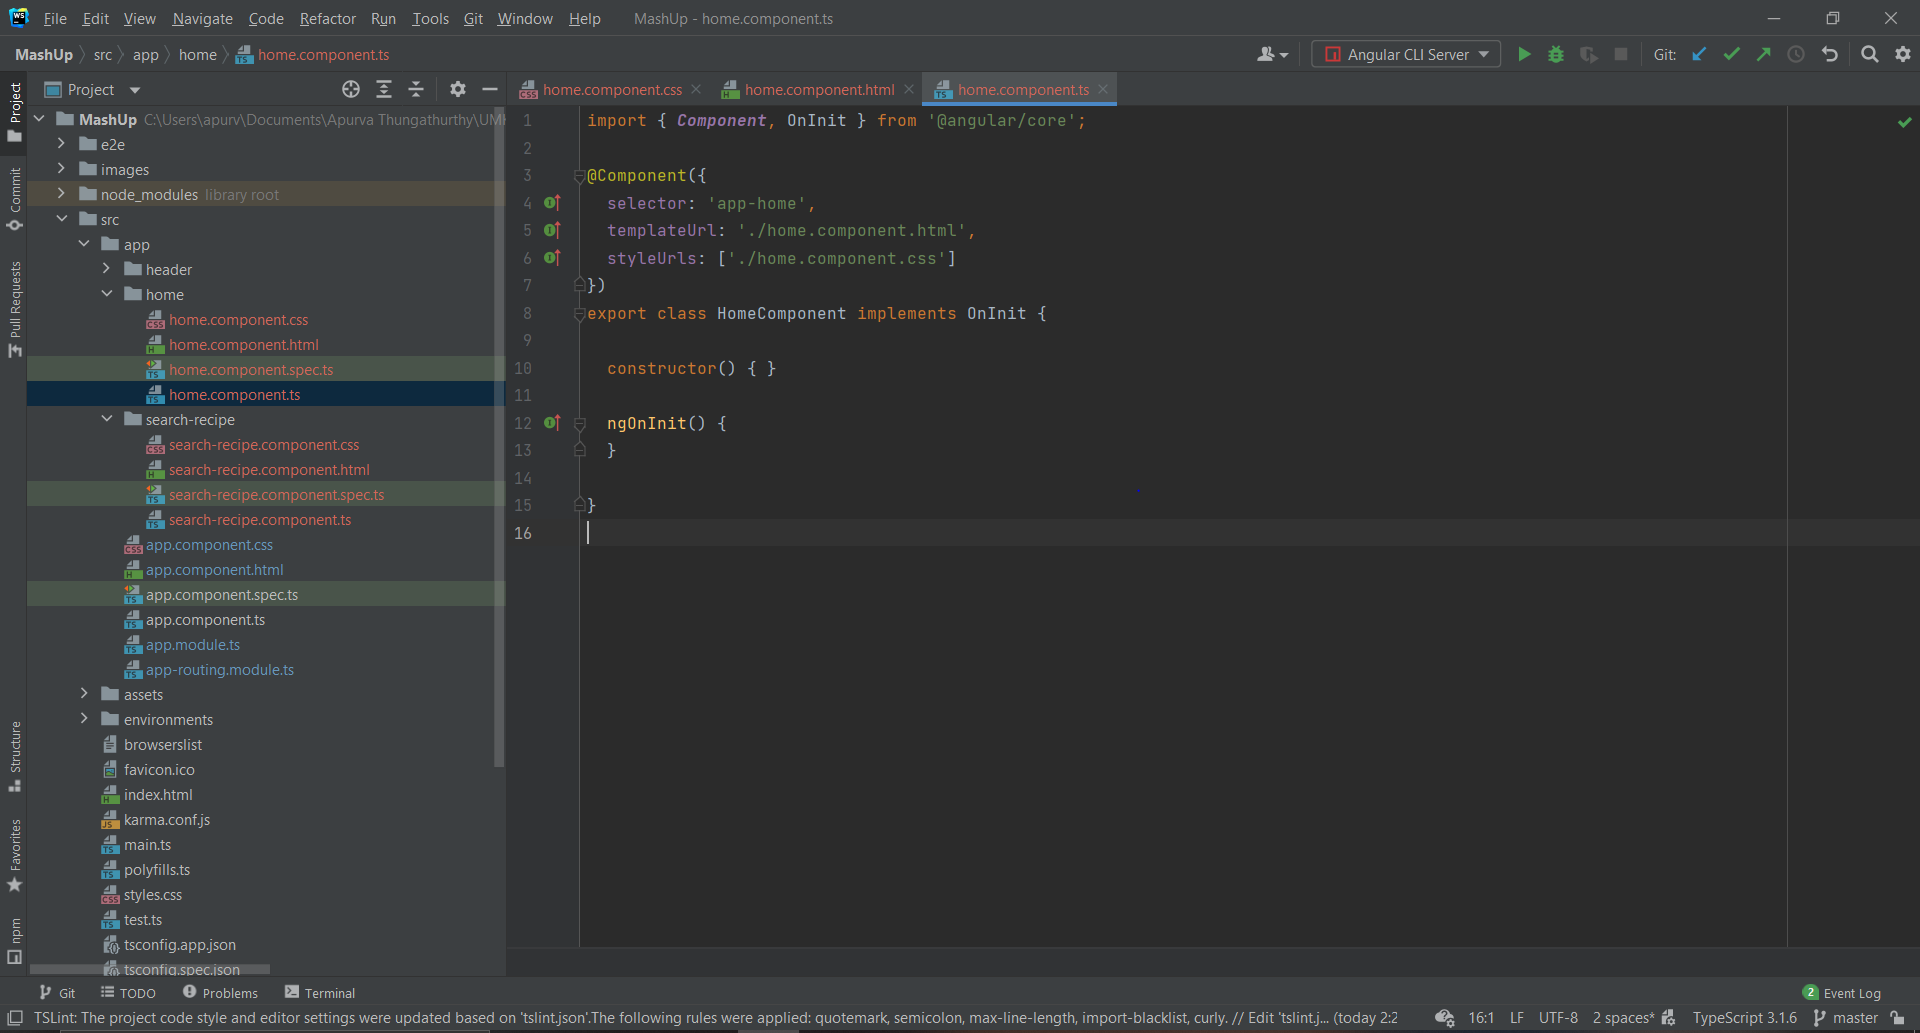 File Edit View Navigate Code Refactor Run Tools Git Window Help MashUp - home.component.ts
MashUp src app home home.component.ts Angular CLI Server Git:
Project
home.component.css home.component.html home.component.ts
Project
Commit
Pull Requests
Structure
Favorites
npm
MashUp C:\Users\apurv\Documents\Apurva Thungathurthy\UM
e2e
images
node_modules library root
src
app
header
home
home.component.css
home.component.html
home.component.spec.ts
home.component.ts
search-recipe
search-recipe.component.css
search-recipe.component.html
search-recipe.component.spec.ts
search-recipe.component.ts
app.component.css
app.component.html
app.component.spec.ts
app.component.ts
app.module.ts
app-routing.module.ts
assets
environments
browserslist
favicon.ico
index.html
karma.conf.js
main.ts
polyfills.ts
styles.css
test.ts
tsconfig.app.json
tsconfig.spec.json
1 import { Component, OnInit } from '@angular/core';
2
3 @Component({
4 selector: 'app-home',
5 templateUrl: './home.component.html',
6 styleUrls: ['./home.component.css']
7 })
8 export class HomeComponent implements OnInit {
9
10 constructor() { }
11
12 ngOnInit() {
13 }
14
15 }
16
Git TODO Problems Terminal 2 Event Log
TSLint: The project code style and editor settings were updated based on 'tslint.json'.The following rules were applied: quotemark, semicolon, max-line-length, import-blacklist, curly. // Edit 'tslint.j... (today 2:2 16:1 LF UTF-8 2 spaces* TypeScript 3.1.6 master